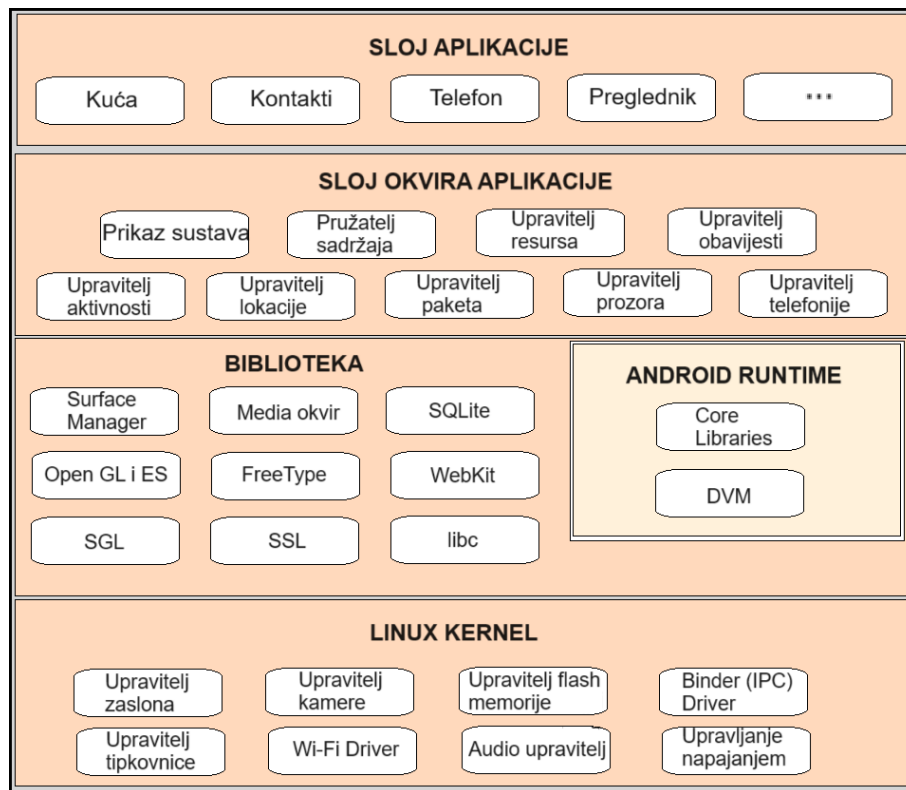 SLOJ APLIKACIJE
Kuća
Kontakti
Telefon
Preglednik
***
SLOJ OKVIRA APLIKACIJE
Prikaz sustava
Pružatelj
sadržaja
Upravitelj
resursa
Upravitelj
obavijesti
Upravitelj
aktivnosti
Upravitelj
lokacije
Upravitelj
paketa
Upravitelj
prozora
Upravitelj
telefonije
BIBLIOTEKA
Surface
Manager
Media okvir
SQLite
Open GL i ES
FreeType
WebKit
SGL
SSL
libc
ANDROID RUNTIME
Core
Libraries
DVM
LINUX KERNEL
Upravitelj
zaslona
Upravitelj
kamere
Upravitelj flash
memorije
Binder (IPC)
Driver
Upravitelj
tipkovnice
Wi-Fi Driver
Audio upravitelj
Upravljanje
napajanjem